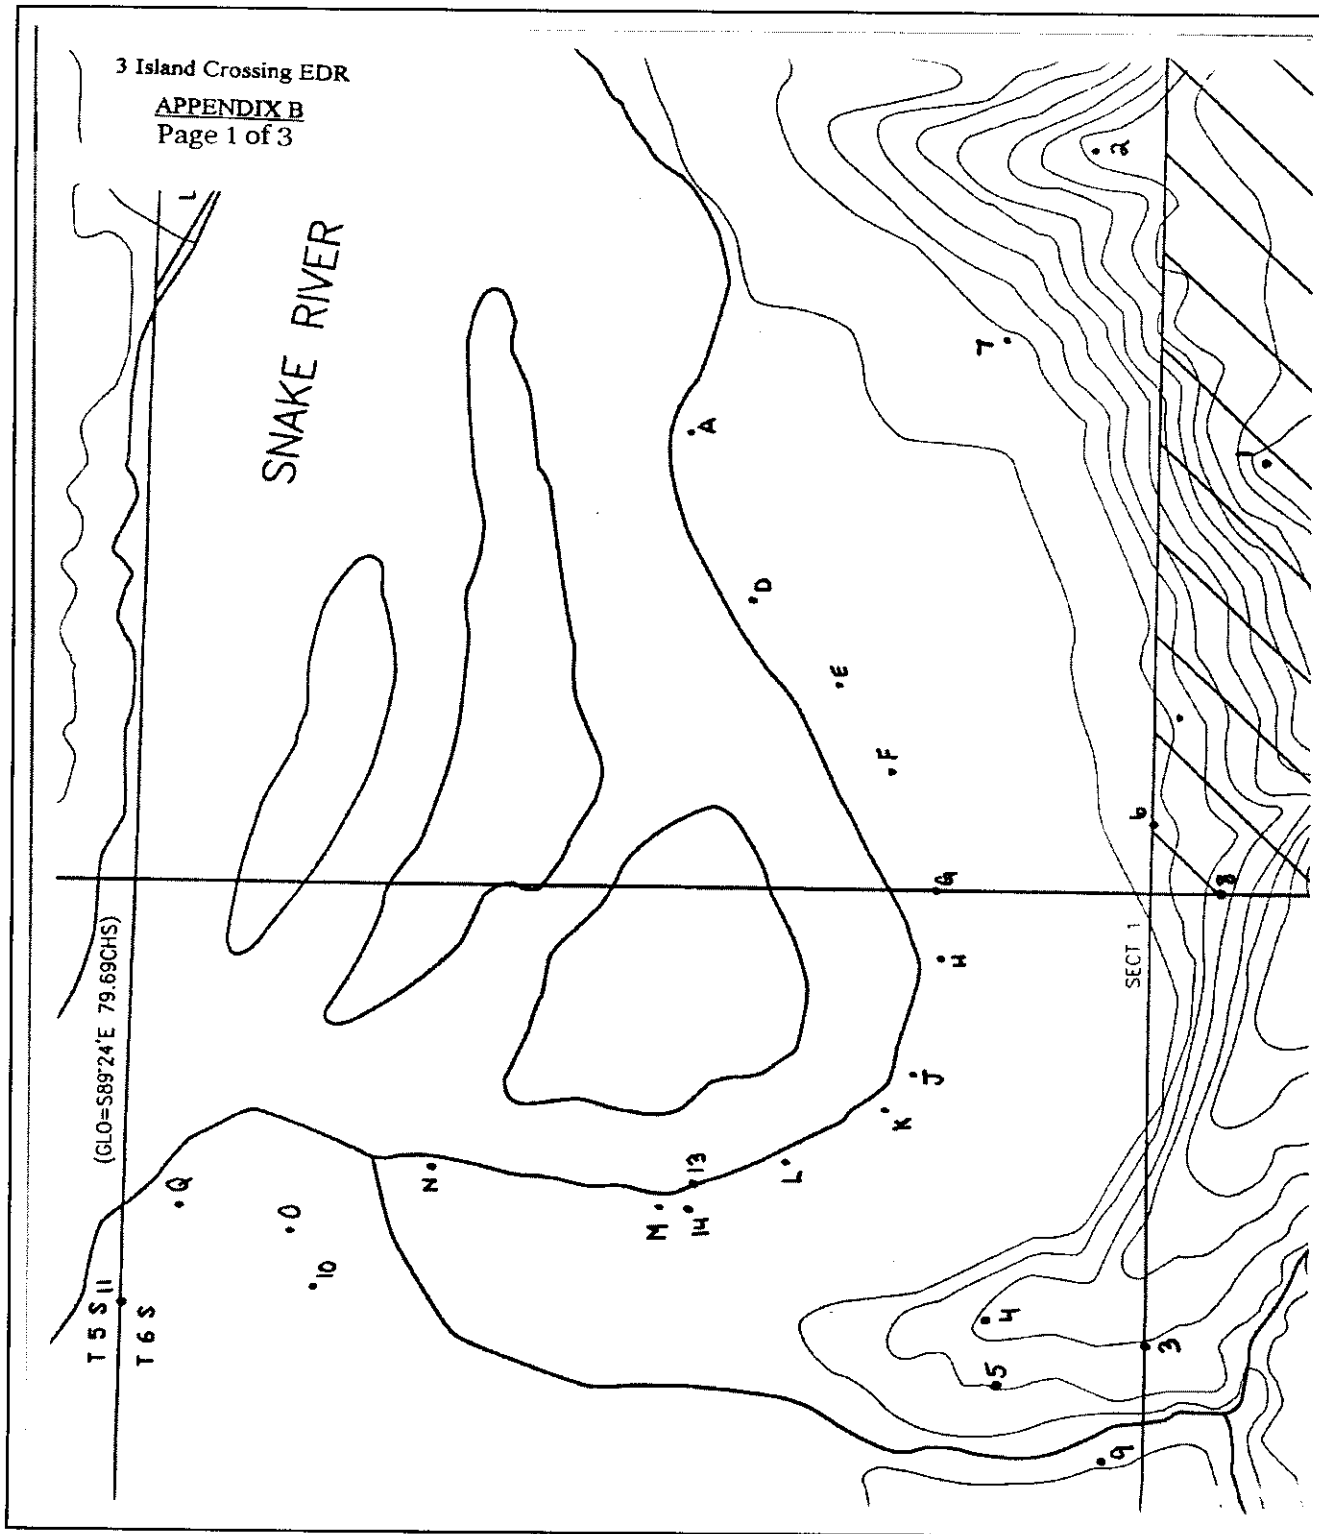 3 Island Crossing EDR
APPENDIX B
Page 1 of 3
L
SNAKE RIVER
2
7
A
1
D
E
F
6
G
8
(GLO=S89°24'E 79.69CHS)
H
SECT 1
J
K
Q
N
13
L
O
M
14
10
T 5 S 11
T 6 S
4
5
3
9